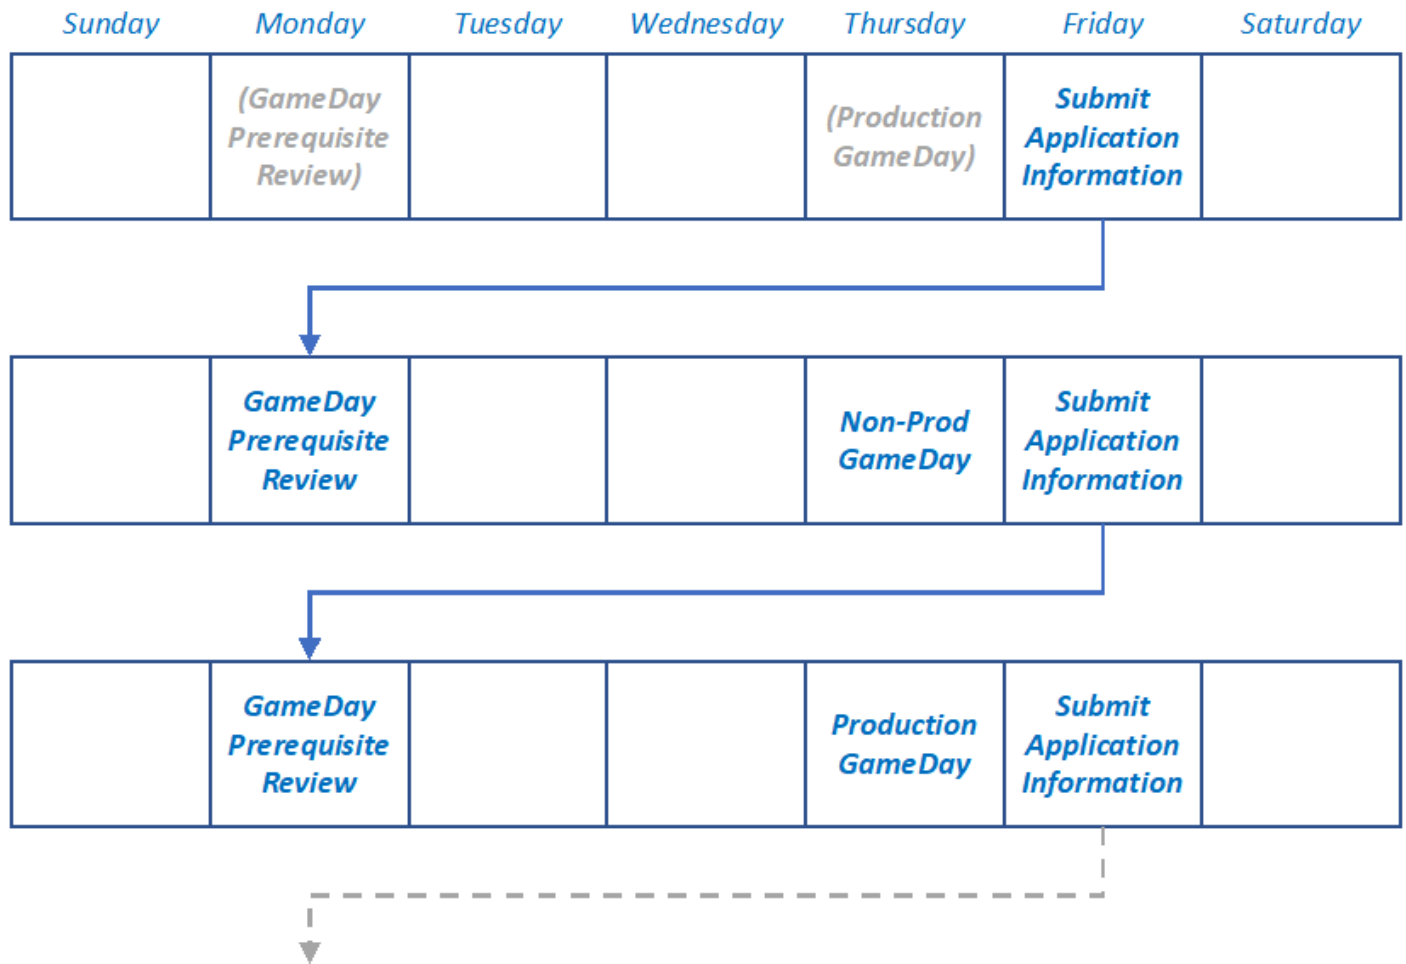 Sunday Monday Tuesday Wednesday Thursday Friday Saturday
(GameDay
Prerequisite
Review)
(Production
GameDay)
Submit
Application
Information
GameDay
Prerequisite
Review
Non-Prod
GameDay
Submit
Application
Information
GameDay
Prerequisite
Review
Production
GameDay
Submit
Application
Information